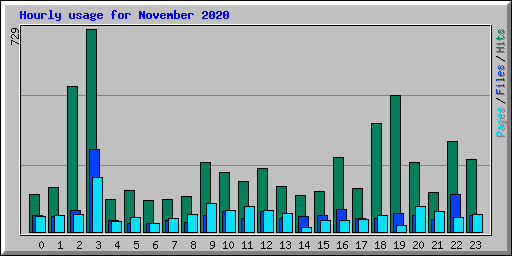 Hourly usage for November 2020
729
Pages / Files / Hits
0 1 2 3 4 5 6 7 8 9 10 11 12 13 14 15 16 17 18 19 20 21 22 23